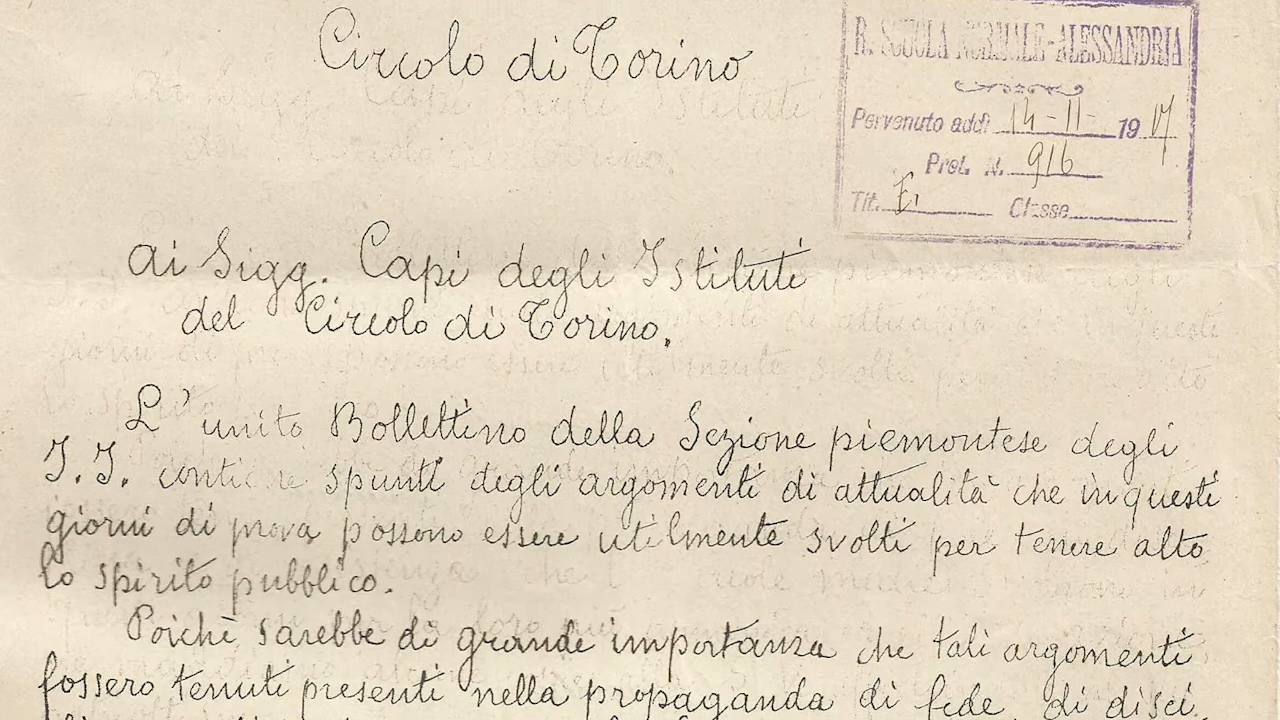 Circolo di Torino
R. SCUOLA NORMALE-ALESSANDRIA
Pervenuto addì 14-11- 1917
Prot. N. 916
Tit. E. Classe
Ai Sigg. Capi degli Istituti
del Circolo di Torino.
L'unito Bollettino della Sezione piemontese degli
I. I. contiene spunti degli argomenti di attualità che in questi
giorni di prova possono essere utilmente svolti per tenere alto
lo spirito pubblico.
Poichè sarebbe di grande importanza che tali argomenti
fossero tenuti presenti nella propaganda di fede, di disci